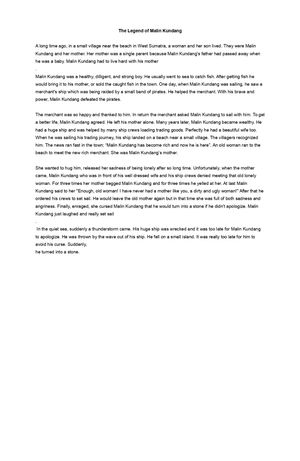 The Legend of Malin Kundang
A long time ago, in a small village near the beach in West Sumatra, a woman and her son lived. They were Malin
Kundang and her mother. Her mother was a single parent because Malin Kundang's father had passed away when
he was a baby. Malin Kundang had to live hard with his mother
Malin Kundang was a healthy, diligent, and strong boy. He usually went to sea to catch fish. After getting fish he
would bring it to his mother, or sold the caught fish in the town. One day, when Malin Kundang was sailing, he saw a
merchant's ship which was being raided by a small band of pirates. He helped the merchant. With his brave and
power, Malin Kundang defeated the pirates.
The merchant was so happy and thanked to him. In return the merchant asked Malin Kundang to sail with him. To get
a better life, Malin Kundang agreed. He left his mother alone. Many years later, Malin Kundang became wealthy. He
had a huge ship and was helped by many ship crews loading trading goods. Perfectly he had a beautiful wife too.
When he was sailing his trading journey, his ship landed on a beach near a small village. The villagers recognized
him. The news ran fast in the town; "Malin Kundang has become rich and now he is here". An old woman ran to the
beach to meet the new rich merchant. She was Malin Kundang's mother.
She wanted to hug him, released her sadness of being lonely after so long time. Unfortunately, when the mother
came, Malin Kundang who was in front of his well dressed wife and his ship crews denied meeting that old lonely
woman. For three times her mother begged Malin Kundang and for three times he yelled at her. At last Malin
Kundang said to her "Enough, old woman! I have never had a mother like you, a dirty and ugly woman!" After that he
ordered his crews to set sail. He would leave the old mother again but in that time she was full of both sadness and
angriness. Finally, enraged, she cursed Malin Kundang that he would turn into a stone if he didn't apologize. Malin
Kundang just laughed and really set sail
In the quiet sea, suddenly a thunderstorm came. His huge ship was wrecked and it was too late for Malin Kundang
to apologize. He was thrown by the wave out of his ship. He fell on a small island. It was really too late for him to
avoid his curse. Suddenly,
he turned into a stone.